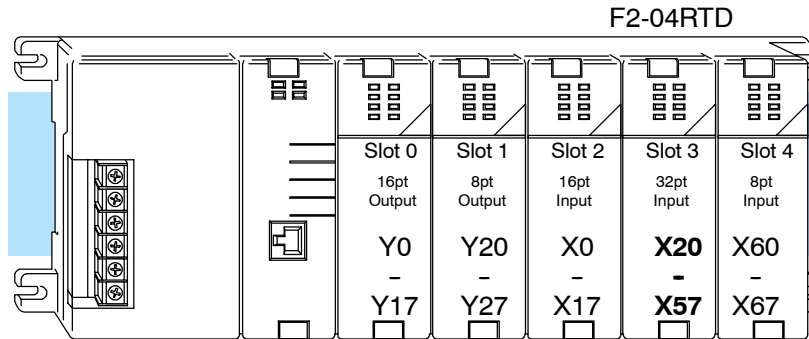 F2-04RTD
Slot 0
16pt
Output
Y0
-
Y17
Slot 1
8pt
Output
Y20
-
Y27
Slot 2
16pt
Input
X0
-
X17
Slot 3
32pt
Input
X20
-
X57
Slot 4
8pt
Input
X60
-
X67